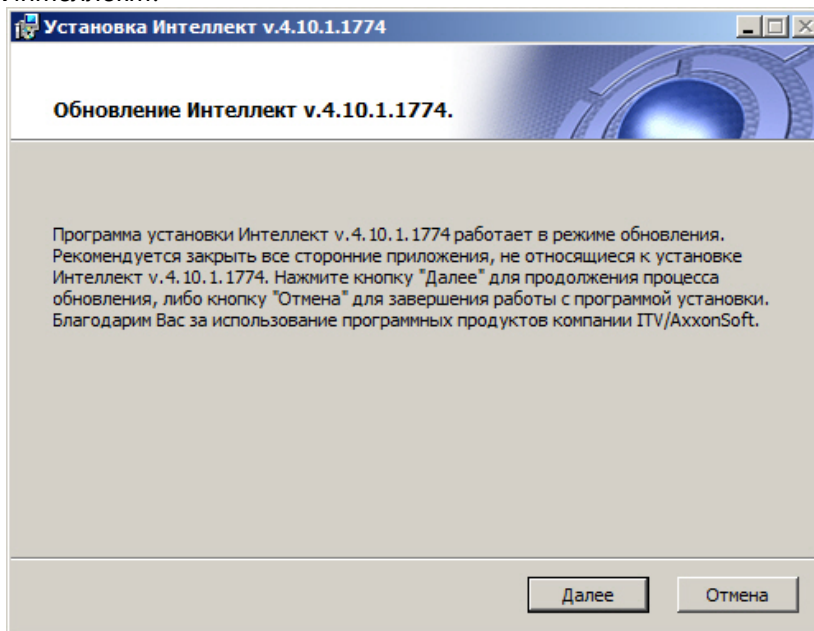 Установка Интеллект v.4.10.1.1774
Обновление Интеллект v.4.10.1.1774.
Программа установки Интеллект v.4.10.1.1774 работает в режиме обновления.
Рекомендуется закрыть все сторонние приложения, не относящиеся к установке
Интеллект v.4.10.1.1774. Нажмите кнопку "Далее" для продолжения процесса
обновления, либо кнопку "Отмена" для завершения работы с программой установки.
Благодарим Вас за использование программных продуктов компании ITV/AxxonSoft.
Далее
Отмена